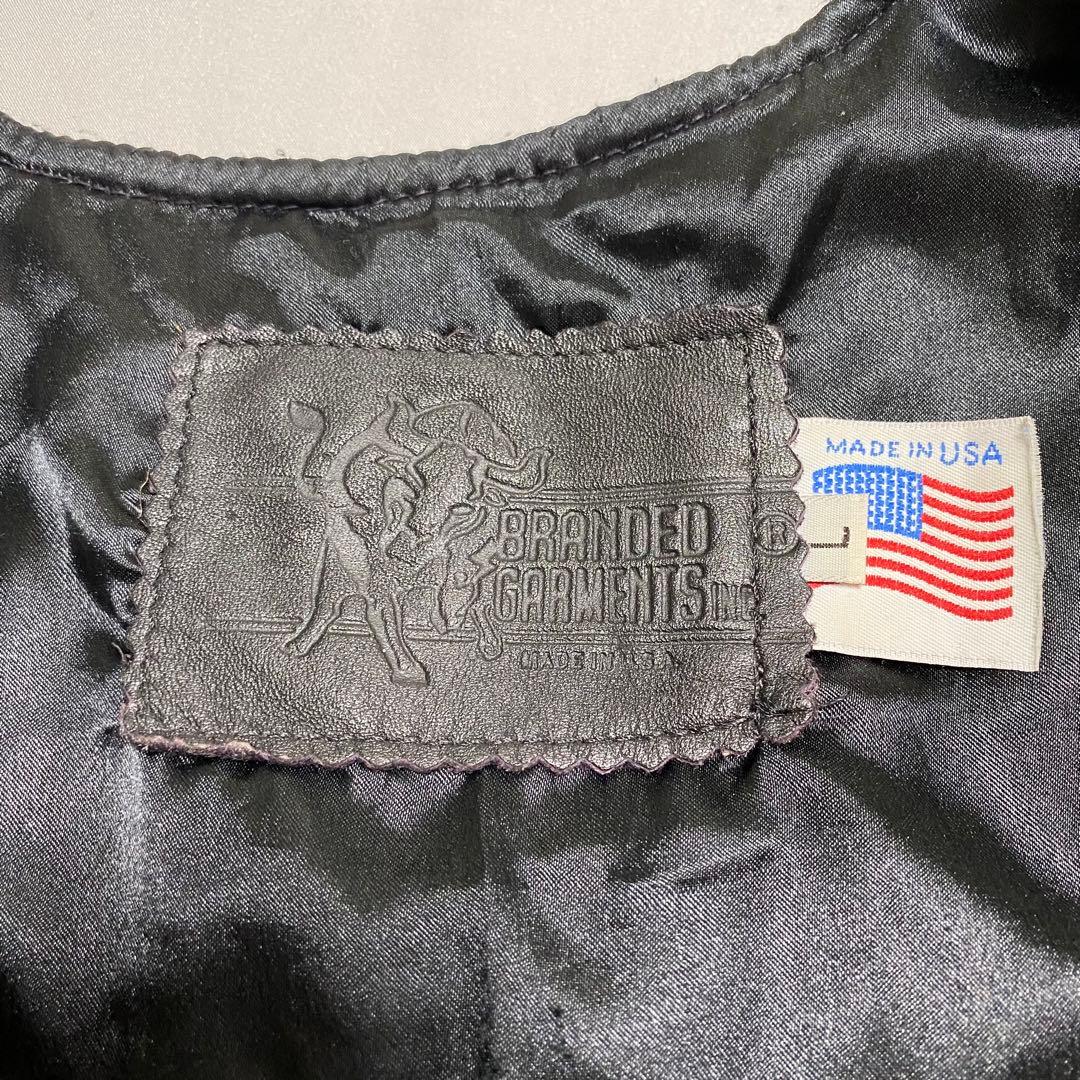 BRANDED
GARMENTS INC ®
MADE IN U.S.A.
MADE IN USA
L